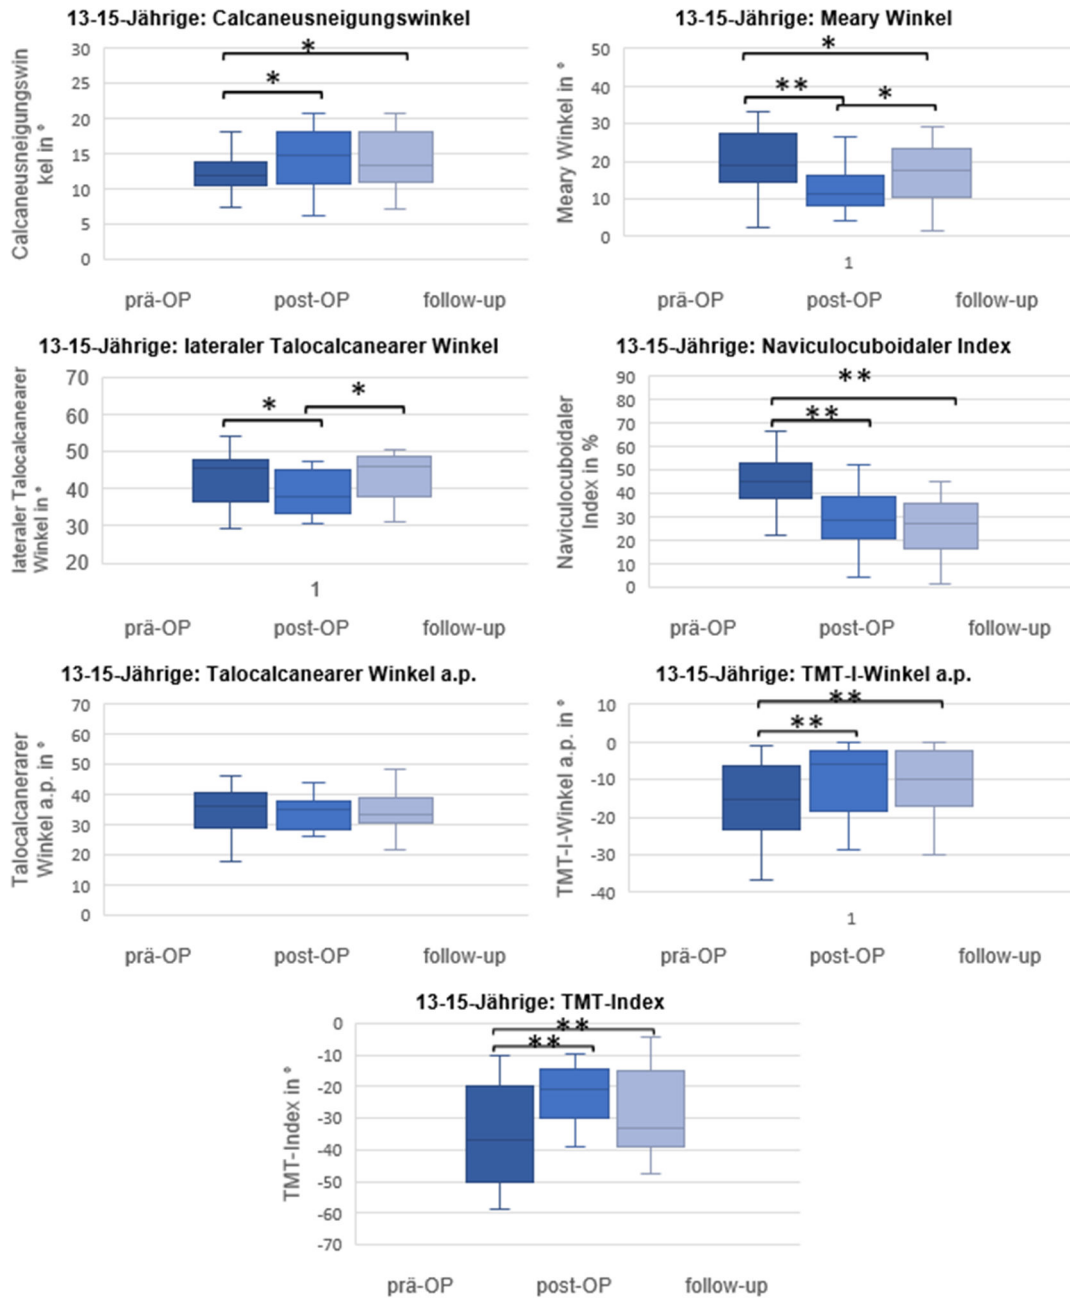 13-15-Jährige: Calcaneusneigungswinkel
Calcaneusneigungswin
kel in °
30
25
20
15
10
5
0
*
*
prä-OP post-OP follow-up
13-15-Jährige: Meary Winkel
Meary Winkel in °
50
40
30
20
10
0
*
**
*
1
prä-OP post-OP follow-up
13-15-Jährige: lateraler Talocalcanearer Winkel
lateraler Talocalcanearer
Winkel in °
70
60
50
40
30
20
*
*
1
prä-OP post-OP follow-up
13-15-Jährige: Naviculocuboidaler Index
Naviculocuboidaler
Index in %
90
80
70
60
50
40
30
20
10
0
**
**
prä-OP post-OP follow-up
13-15-Jährige: Talocalcanearer Winkel a.p.
Talocalcanerarer
Winkel a.p. in °
70
60
50
40
30
20
10
0
prä-OP post-OP follow-up
13-15-Jährige: TMT-I-Winkel a.p.
TMT-I-Winkel a.p. in °
10
0
-10
-20
-30
-40
**
**
1
prä-OP post-OP follow-up
13-15-Jährige: TMT-Index
TMT-Index in °
0
-10
-20
-30
-40
-50
-60
-70
**
**
prä-OP post-OP follow-up